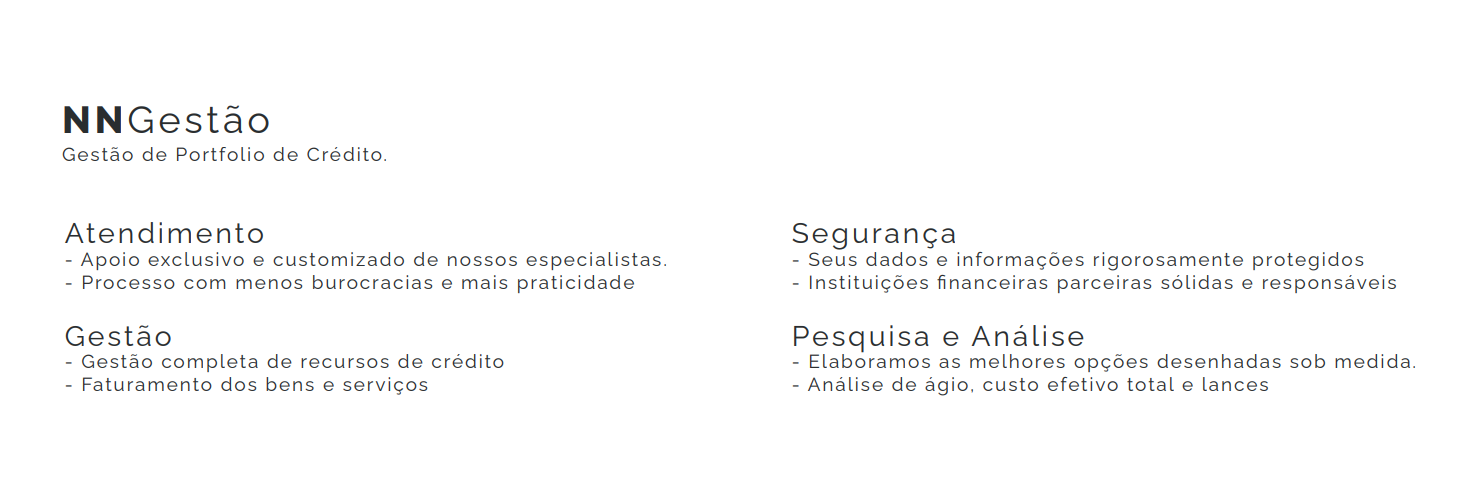 NNGestão
Gestão de Portfolio de Crédito.
Atendimento
- Apoio exclusivo e customizado de nossos especialistas.
- Processo com menos burocracias e mais praticidade
Gestão
- Gestão completa de recursos de crédito
- Faturamento dos bens e serviços
Segurança
- Seus dados e informações rigorosamente protegidos
- Instituições financeiras parceiras sólidas e responsáveis
Pesquisa e Análise
- Elaboramos as melhores opções desenhadas sob medida.
- Análise de ágio, custo efetivo total e lances